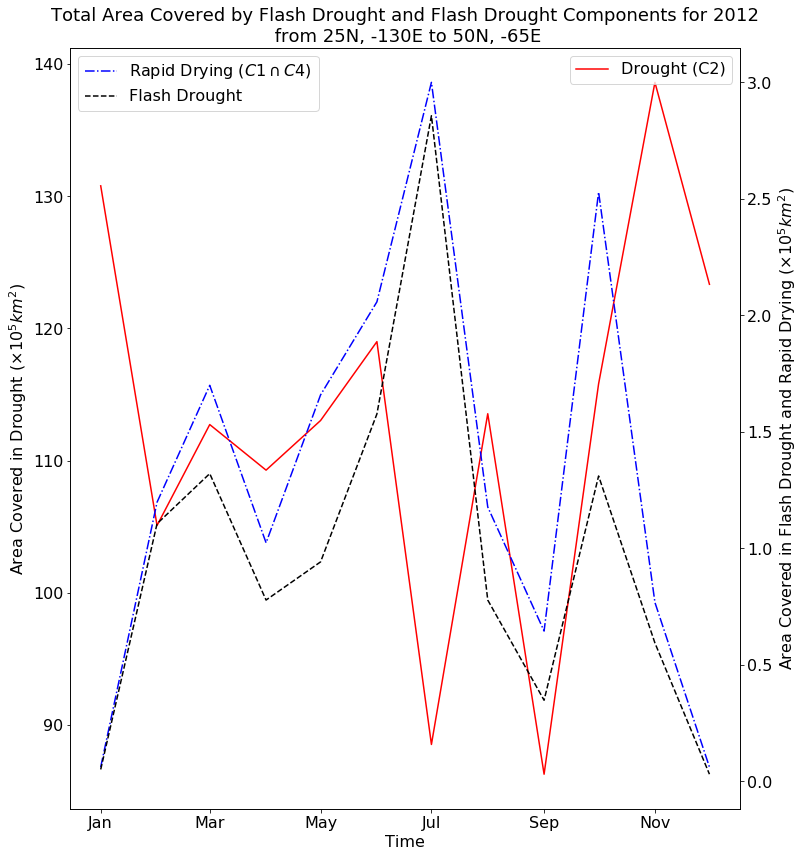 Total Area Covered by Flash Drought and Flash Drought Components for 2012
from 25N, -130E to 50N, -65E
Rapid Drying (C1 ∩ C4)
Flash Drought
Drought (C2)
Area Covered in Drought (×10⁵km²)
140
130
120
110
100
90
Area Covered in Flash Drought and Rapid Drying (×10⁵km²)
3.0
2.5
2.0
1.5
1.0
0.5
0.0
Jan Mar May Jul Sep Nov
Time